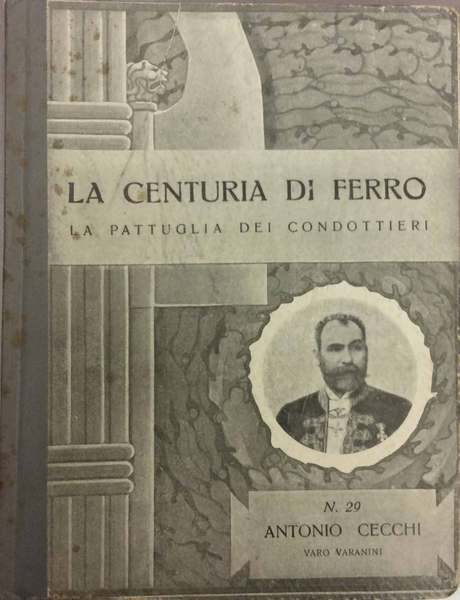 LA CENTURIA DI FERRO
LA PATTUGLIA DEI CONDOTTIERI
N. 29
ANTONIO CECCHI
VARO VARANINI